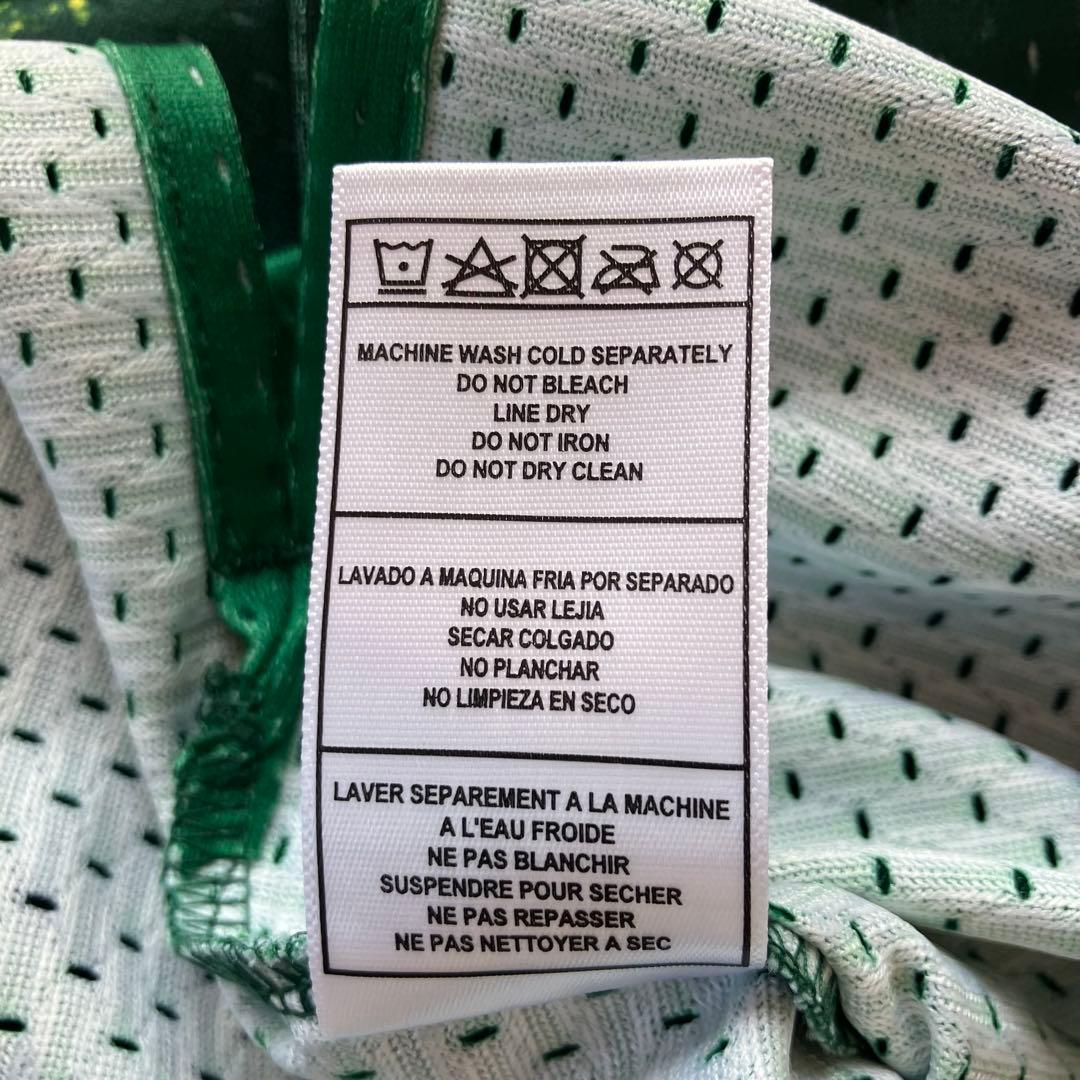 MACHINE WASH COLD SEPARATELY
DO NOT BLEACH
LINE DRY
DO NOT IRON
DO NOT DRY CLEAN
LAVADO A MAQUINA FRIA POR SEPARADO
NO USAR LEJIA
SECAR COLGADO
NO PLANCHAR
NO LIMPIEZA EN SECO
LAVER SEPAREMENT A LA MACHINE
A L'EAU FROIDE
NE PAS BLANCHIR
SUSPENDRE POUR SECHER
NE PAS REPASSER
NE PAS NETTOYER A SEC